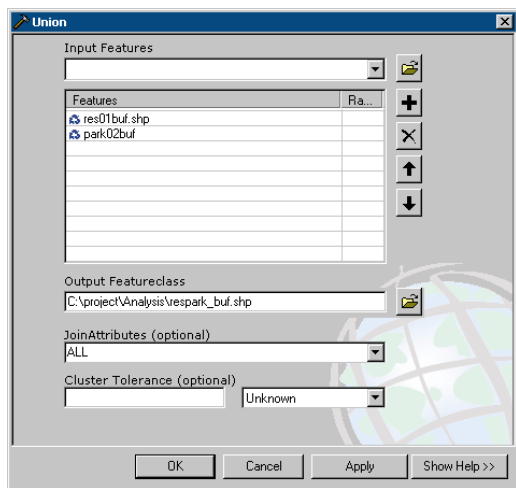 Union
Input Features
Features Ra...
res01buf.shp
park02buf
Output Featureclass
C:\project\Analysis\respark_buf.shp
JoinAttributes (optional)
ALL
Cluster Tolerance (optional)
Unknown
OK Cancel Apply Show Help >>